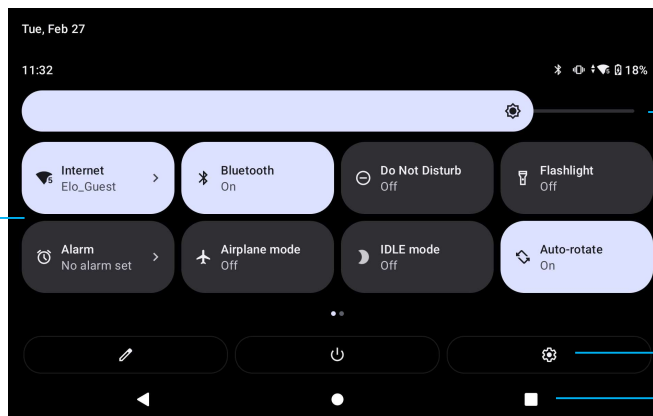 Tue, Feb 27
11:32
18%
Internet
Elo_Guest
Bluetooth
On
Do Not Disturb
Off
Flashlight
Off
Alarm
No alarm set
Airplane mode
Off
IDLE mode
Off
Auto-rotate
On